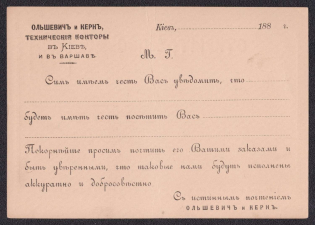 ОЛЬШЕВИЧЪ и КЕРНЪ,
ТЕХНИЧЕСКІЯ КОНТОРЫ
ВЪ КІЕВѢ,
И ВЪ ВАРШАВѢ.
Кіевъ, 188 г.
М. Г.
Симъ имѣемъ честь Васъ увѣдомить, что
будетъ имѣть честь посѣтить Васъ
Покорнѣйше просимъ почтить его Вашими заказами и
быть увѣренными, что таковые нами будутъ исполнены
аккуратно и добросовѣстно
Съ истиннымъ почтеніемъ
ОЛЬШЕВИЧЪ и КЕРНЪ.